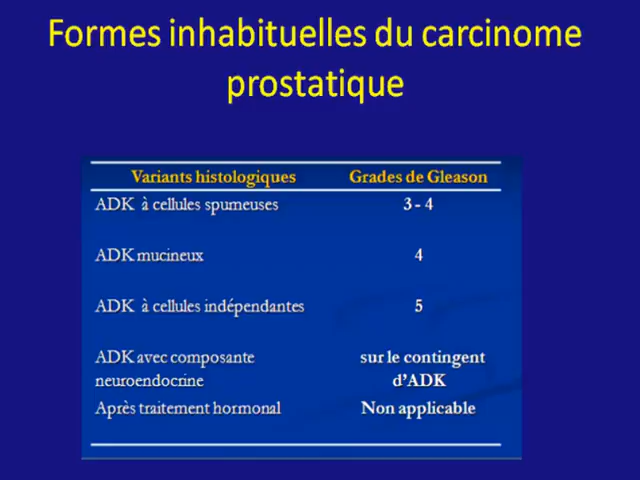 Formes inhabituelles du carcinome
prostatique
Variants histologiques Grades de Gleason
ADK à cellules spumeuses 3 - 4
ADK mucineux 4
ADK à cellules indépendantes 5
ADK avec composante sur le contingent
neuroendocrine d'ADK
Après traitement hormonal Non applicable